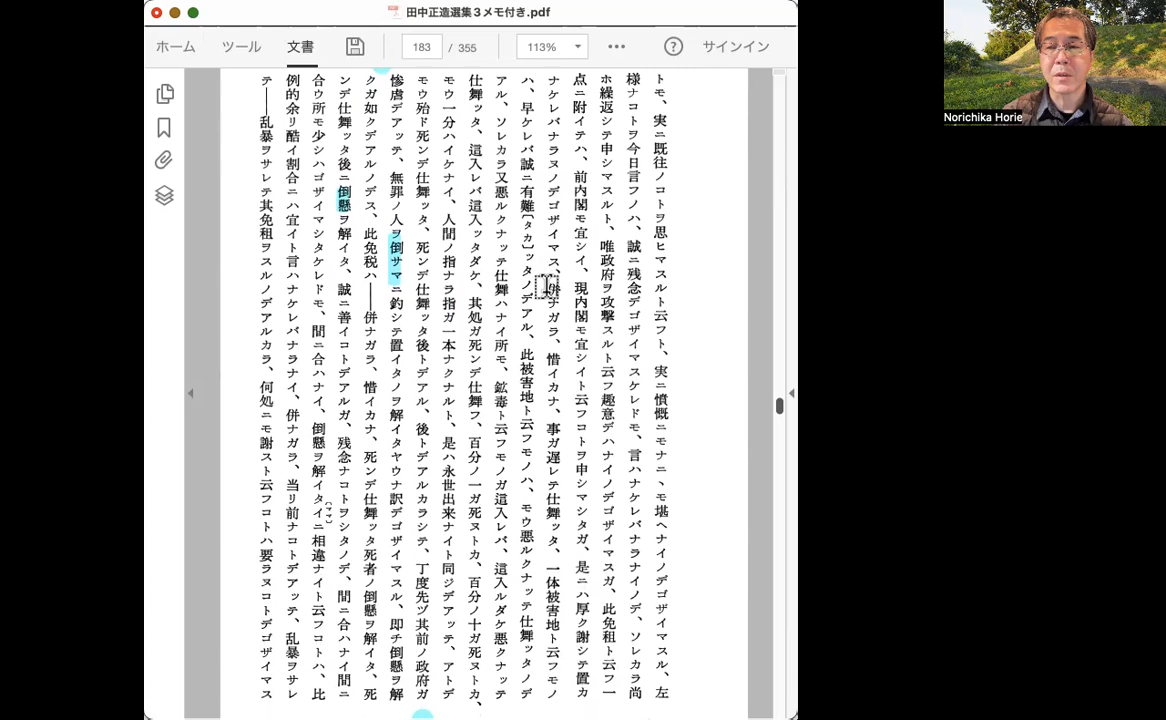 田中正造選集３メモ付き.pdf
ホーム
ツール
文書
183 / 355
113%
サインイン
Norichika Horie
トモ、実ニ既往ノコトヲ思ヒマスルト云フト、実ニ憤慨ニモナニヽモ堪ヘナイノデゴザイマスル、左
様ナコトヲ今日言フノハ、誠ニ残念デゴザイマスケレドモ、言ハナケレバナラナイノデ、ソレカラ尚
ホ繰返シテ申シマスルト、唯政府ヲ攻撃スルト云フ趣意デハナイノデゴザイマスガ、此免租ト云フ一
点ニ附イテハ、前内閣モ宜シイ、現内閣モ宜シイト云フコトヲ申シマシタガ、是ニハ厚ク謝シテ置カ
ナケレバナラヌノデゴザイマス、併ナガラ、惜イカナ、事ガ遅レテ仕舞ッタ、一体被害地ト云フモノ
ハ、早ケレバ誠ニ有難〔タカ〕ッタノデアル、此被害地ト云フモノハ、モウ悪ルクナッテ仕舞ッタノデ
アル、ソレカラ又悪ルクナッテ仕舞ハナイ所モ、鉱毒ト云フモノガ這入レバ、這入ルダケ悪クナッテ
仕舞ッタ、這入レバ這入ッタダケ、其処ガ死ンデ仕舞フ、百分ノ一ガ死ヌトカ、百分ノ十ガ死ヌトカ、
モウ一分ハイケナイ、人間ノ指ナラ指ガ一本ナクナルト、是ハ永世出来ナイト同ジデアッテ、アトデ
モウ殆ド死ンデ仕舞ッタ、死ンデ仕舞ッタ後トデアル、後トデアルカラシテ、丁度先ヅ其前ノ政府ガ
惨虐デアッテ、無罪ノ人ヲ倒サマニ釣シテ置イタノヲ解イタヤウナ訳デゴザイマスル、即チ倒懸ヲ解
クガ如クデアルノデス、此免税ハ――併ナガラ、惜イカナ、死ンデ仕舞ッタ死者ノ倒懸ヲ解イタ、死
ンデ仕舞ッタ後ニ倒懸ヲ解イタ、誠ニ善イコトデアルガ、残念ナコトヲシタノデ、間ニ合ハナイ間ニ
合ウ所モ少シハゴザイマシタケレドモ、間ニ合ハナイ、倒懸ヲ解イタイ〔ママ〕ニ相違ナイト云フコトハ、比
例的余リ酷イ割合ニハ宜イト言ハナケレバナラナイ、併ナガラ、当リ前ナコトデアッテ、乱暴ヲサレ
テ――乱暴ヲサレテ其免租ヲスルノデアルカラ、何処ニモ謝スト云フコトハ要ラヌコトデゴザイマス